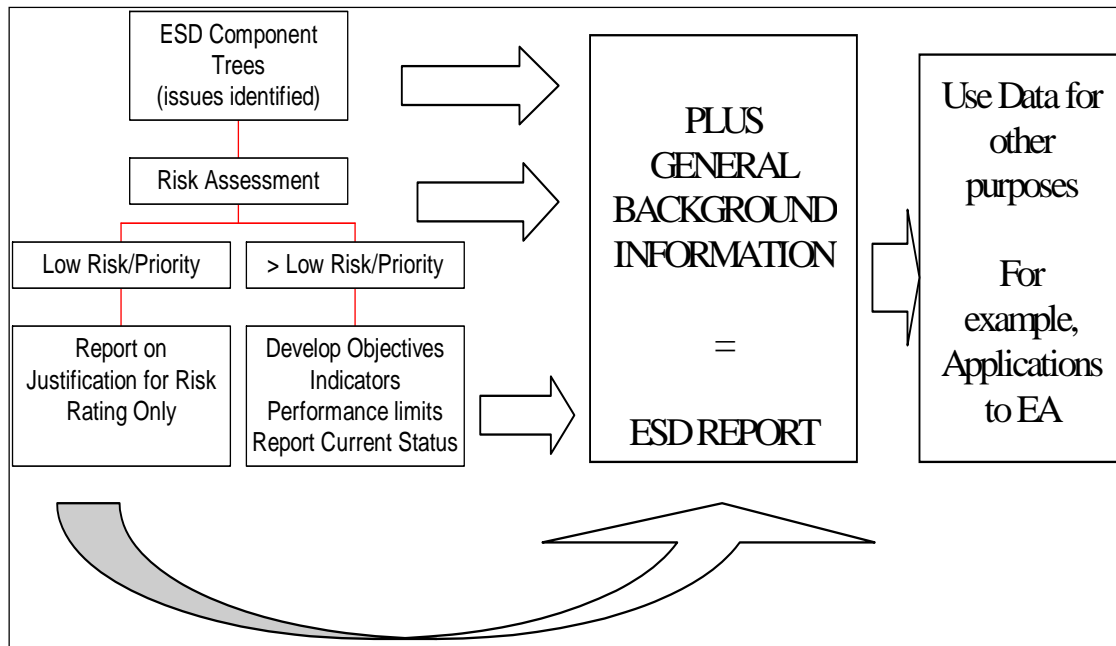 ESD Component
Trees
(issues identified)
Risk Assessment
Low Risk/Priority
> Low Risk/Priority
Report on
Justification for Risk
Rating Only
Develop Objectives
Indicators
Performance limits
Report Current Status
PLUS
GENERAL
BACKGROUND
INFORMATION
=
ESD REPORT
Use Data for
other
purposes
For
example,
Applications
to EA